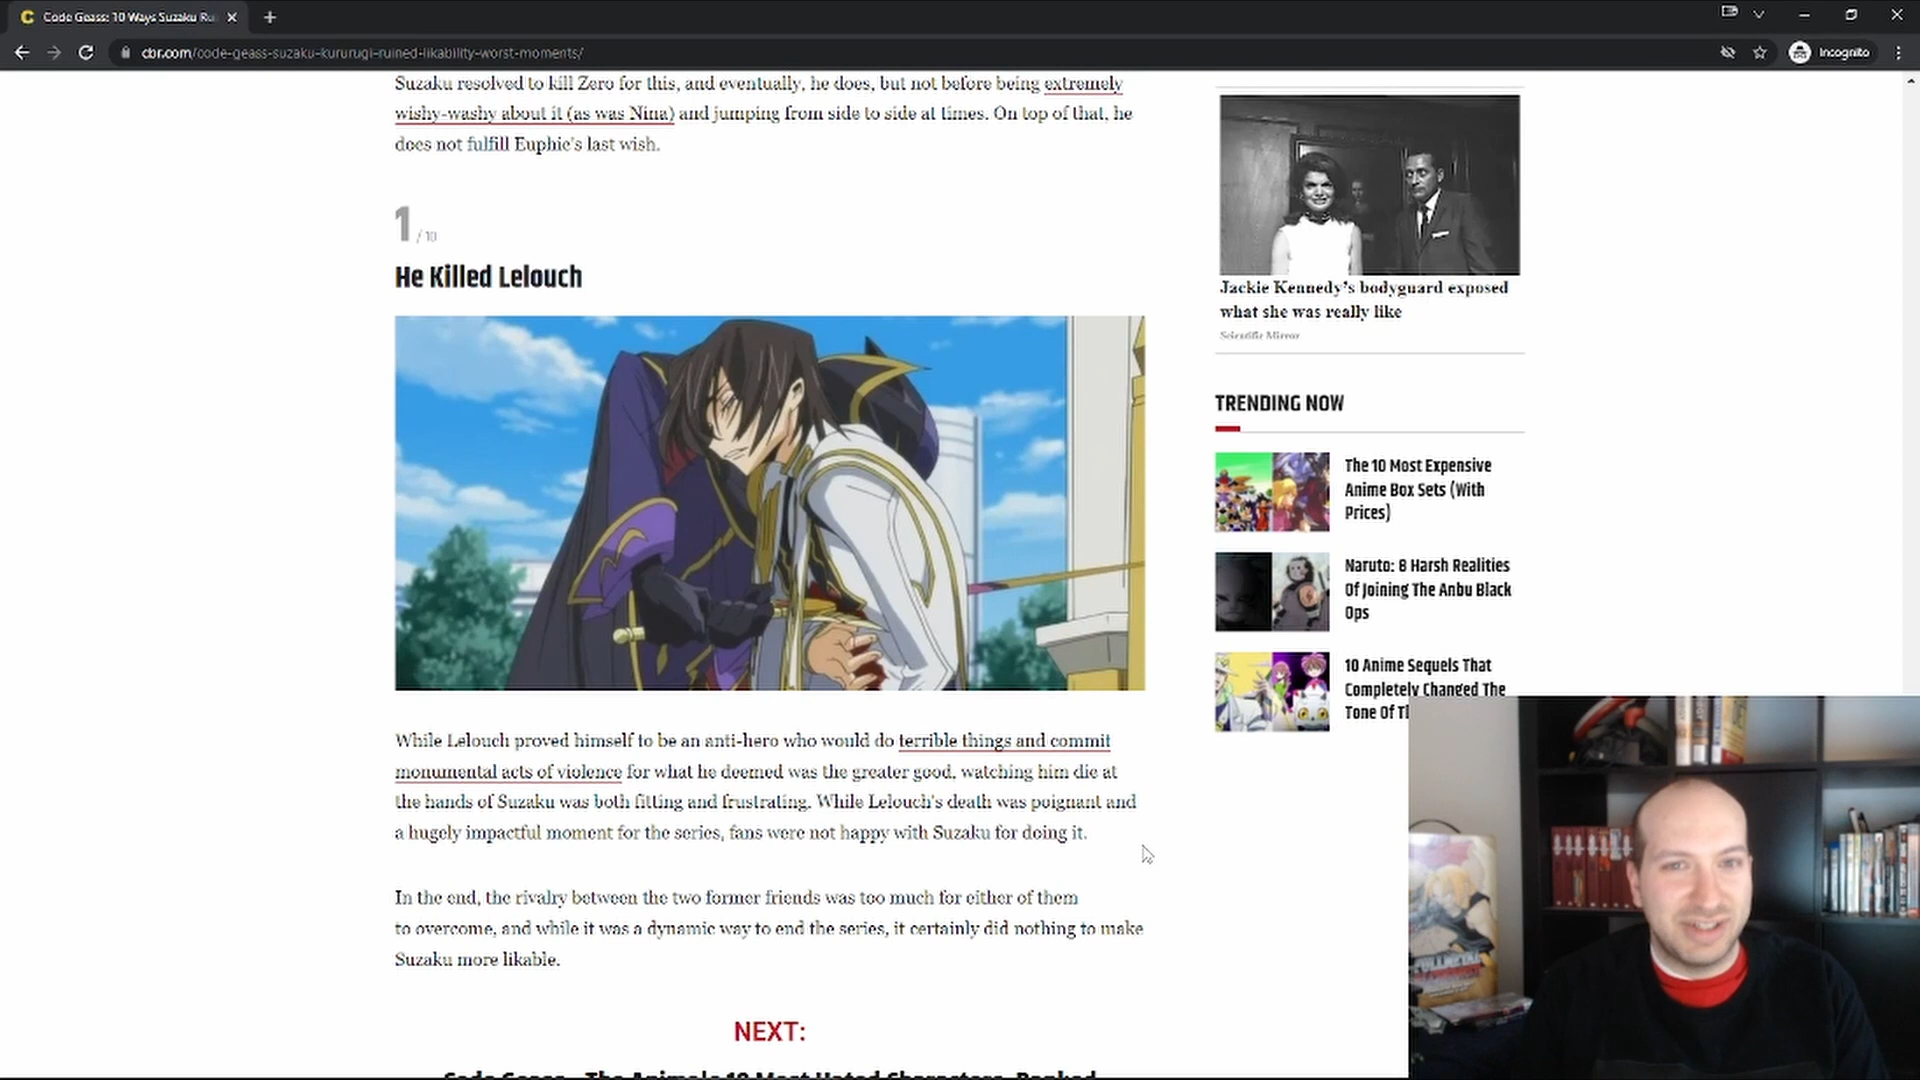 Code Geass: 10 Ways Suzaku Ru
cbr.com/code-geass-suzaku-kururugi-ruined-likability-worst-moments/
Incognito
Suzaku resolved to kill Zero for this, and eventually, he does, but not before being extremely
wishy-washy about it (as was Nina) and jumping from side to side at times. On top of that, he
does not fulfill Euphie's last wish.
1 / 10
He Killed Lelouch
While Lelouch proved himself to be an anti-hero who would do terrible things and commit
monumental acts of violence for what he deemed was the greater good, watching him die at
the hands of Suzaku was both fitting and frustrating. While Lelouch's death was poignant and
a hugely impactful moment for the series, fans were not happy with Suzaku for doing it.
In the end, the rivalry between the two former friends was too much for either of them
to overcome, and while it was a dynamic way to end the series, it certainly did nothing to make
Suzaku more likable.
NEXT:
Code Geass - The Anime's 10 Most Hated Characters, Ranked
Jackie Kennedy's bodyguard exposed
what she was really like
Scientific Mirror
TRENDING NOW
The 10 Most Expensive
Anime Box Sets (With
Prices)
Naruto: 8 Harsh Realities
Of Joining The Anbu Black
Ops
10 Anime Sequels That
Completely Changed The
Tone Of